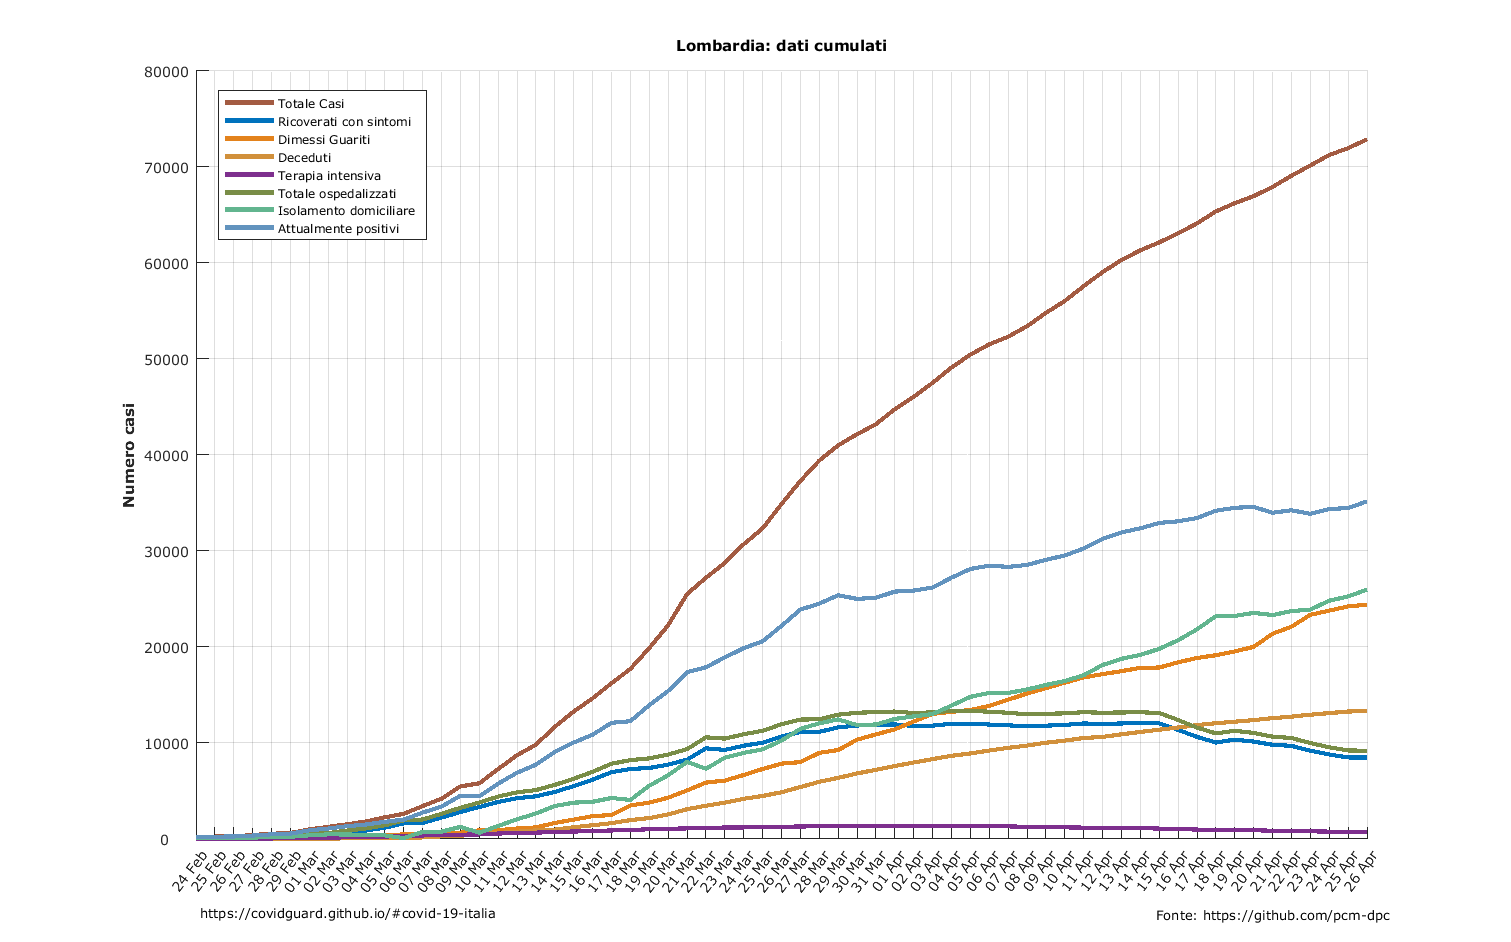 Lombardia: dati cumulati
80000
70000
60000
50000
40000
30000
20000
10000
0
Numero casi
Totale Casi
Ricoverati con sintomi
Dimessi Guariti
Deceduti
Terapia intensiva
Totale ospedalizzati
Isolamento domiciliare
Attualmente positivi
24 Feb
25 Feb
26 Feb
27 Feb
28 Feb
29 Feb
01 Mar
02 Mar
03 Mar
04 Mar
05 Mar
06 Mar
07 Mar
08 Mar
09 Mar
10 Mar
11 Mar
12 Mar
13 Mar
14 Mar
15 Mar
16 Mar
17 Mar
18 Mar
19 Mar
20 Mar
21 Mar
22 Mar
23 Mar
24 Mar
25 Mar
26 Mar
27 Mar
28 Mar
29 Mar
30 Mar
31 Mar
01 Apr
02 Apr
03 Apr
04 Apr
05 Apr
06 Apr
07 Apr
08 Apr
09 Apr
10 Apr
11 Apr
12 Apr
13 Apr
14 Apr
15 Apr
16 Apr
17 Apr
18 Apr
19 Apr
20 Apr
21 Apr
22 Apr
23 Apr
24 Apr
25 Apr
26 Apr
https://covidguard.github.io/#covid-19-italia
Fonte: https://github.com/pcm-dpc